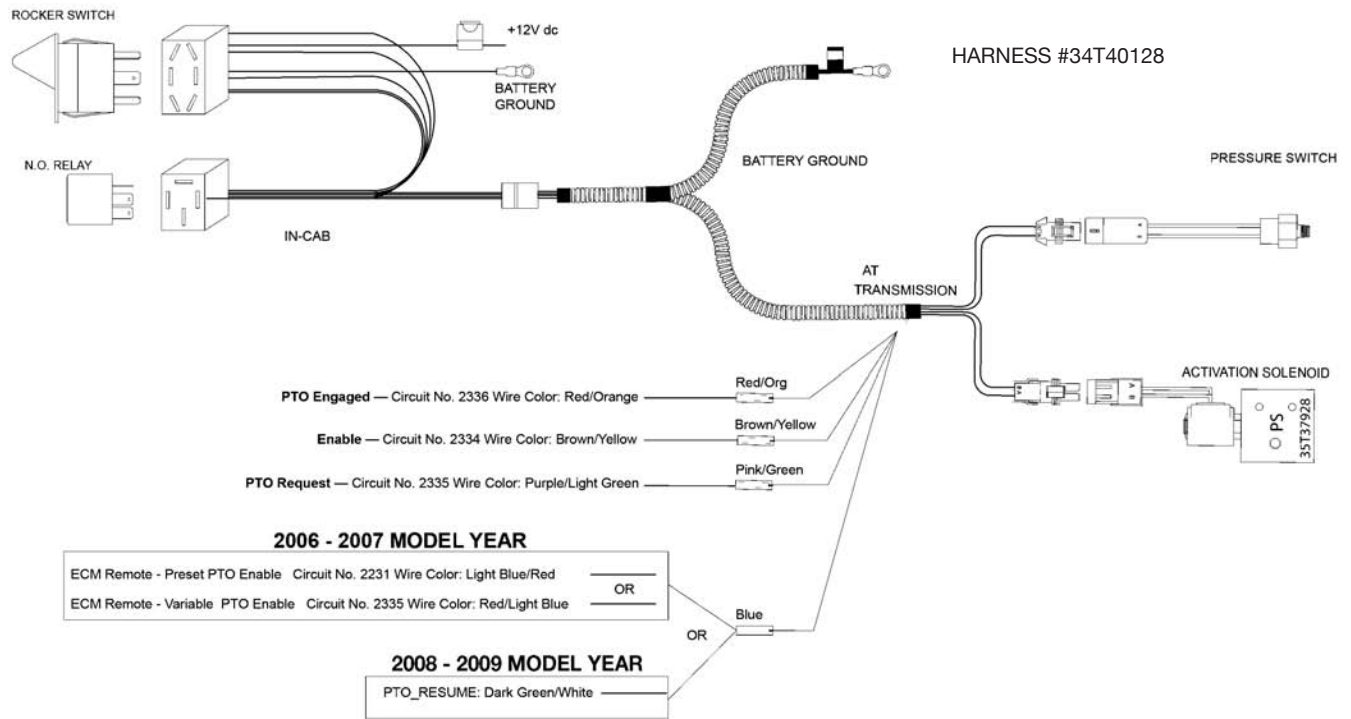 ROCKER SWITCH
+12V dc
HARNESS #34T40128
BATTERY
GROUND
N.O. RELAY
BATTERY GROUND
PRESSURE SWITCH
IN-CAB
AT
TRANSMISSION
ACTIVATION SOLENOID
PS
35T37928
Red/Org
PTO Engaged — Circuit No. 2336 Wire Color: Red/Orange
Brown/Yellow
Enable — Circuit No. 2334 Wire Color: Brown/Yellow
Pink/Green
PTO Request — Circuit No. 2335 Wire Color: Purple/Light Green
2006 - 2007 MODEL YEAR
ECM Remote - Preset PTO Enable Circuit No. 2231 Wire Color: Light Blue/Red
OR
ECM Remote - Variable PTO Enable Circuit No. 2335 Wire Color: Red/Light Blue
Blue
OR
2008 - 2009 MODEL YEAR
PTO_RESUME: Dark Green/White